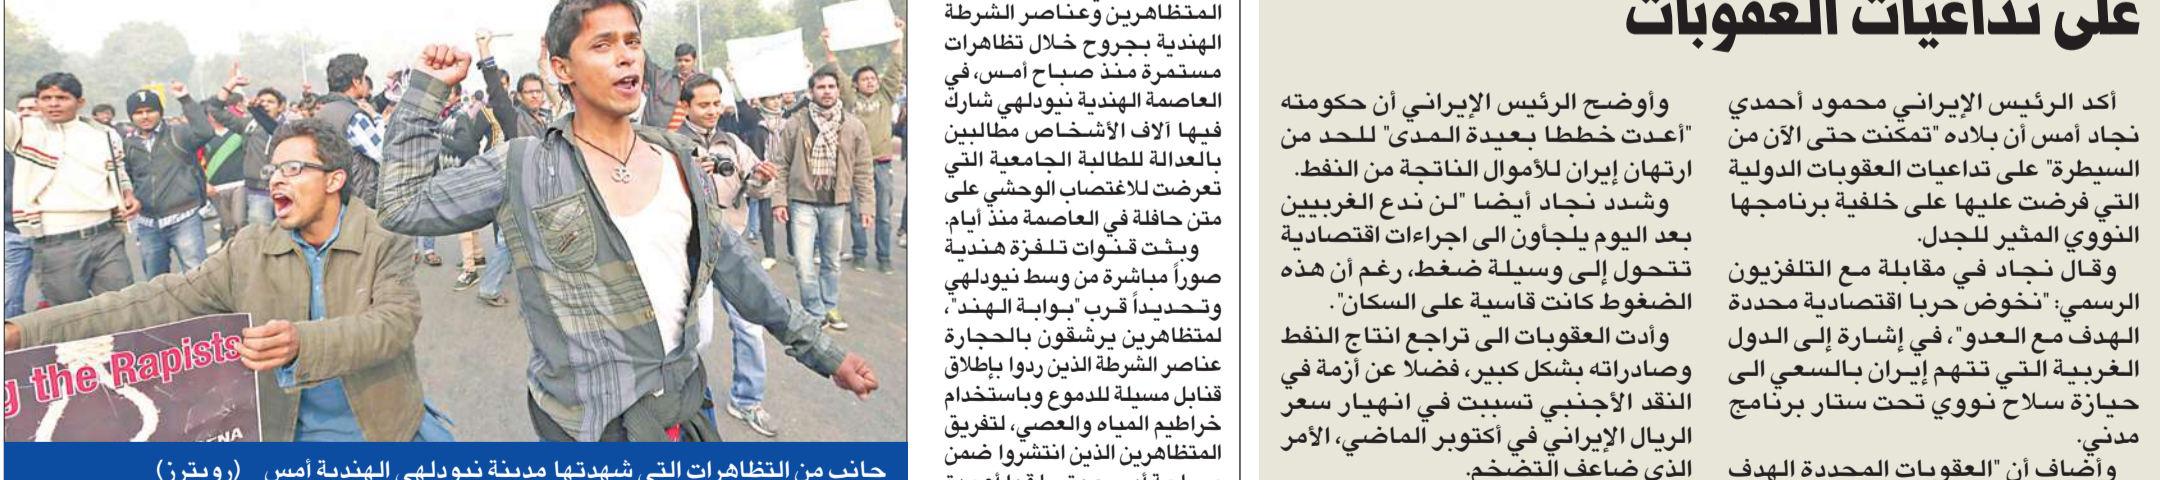 على تداعيات العقوبات
أكد الرئيس الإيراني محمود أحمدي
نجاد أمس أن بلاده "تمكنت حتى الآن من
السيطرة" على تداعيات العقوبات الدولية
التي فرضت عليها على خلفية برنامجها
النووي المثير للجدل.
وقال نجاد في مقابلة مع التلفزيون
الرسمي: "نخوض حربا اقتصادية محددة
الهدف مع العدو"، في إشارة إلى الدول
الغربية التي تتهم إيران بالسعي الى
حيازة سلاح نووي تحت ستار برنامج
مدني.
وأضاف أن "العقوبات المحددة الهدف
وأوضح الرئيس الإيراني أن حكومته
"أعدت خططا بعيدة المدى" للحد من
ارتهان إيران للأموال الناتجة من النفط.
وشدد نجاد أيضا "لن ندع الغربيين
بعد اليوم يلجأون الى اجراءات اقتصادية
تتحول إلى وسيلة ضغط، رغم أن هذه
الضغوط كانت قاسية على السكان".
وأدت العقوبات الى تراجع انتاج النفط
وصادراته بشكل كبير، فضلا عن أزمة في
النقد الأجنبي تسببت في انهيار سعر
الريال الإيراني في أكتوبر الماضي، الأمر
الذي ضاعف التضخم.
المتظاهرين وعناصر الشرطة
الهندية بجروح خلال تظاهرات
مستمرة منذ صباح أمس، في
العاصمة الهندية نيودلهي شارك
فيها آلاف الأشخاص مطالبين
بالعدالة للطالبة الجامعية التي
تعرضت للاغتصاب الوحشي على
متن حافلة في العاصمة منذ أيام.
وبثت قنوات تلفزة هندية
صوراً مباشرة من وسط نيودلهي
وتحديداً قرب "بوابة الهند"،
لمتظاهرين يرشقون بالحجارة
عناصر الشرطة الذين ردوا بإطلاق
قنابل مسيلة للدموع وباستخدام
خراطيم المياه والعصي، لتفريق
المتظاهرين الذين انتشروا ضمن
g the Rapists
ENA
جانب من التظاهرات التي شهدتها مدينة نيودلهي الهندية أمس (رويترز)